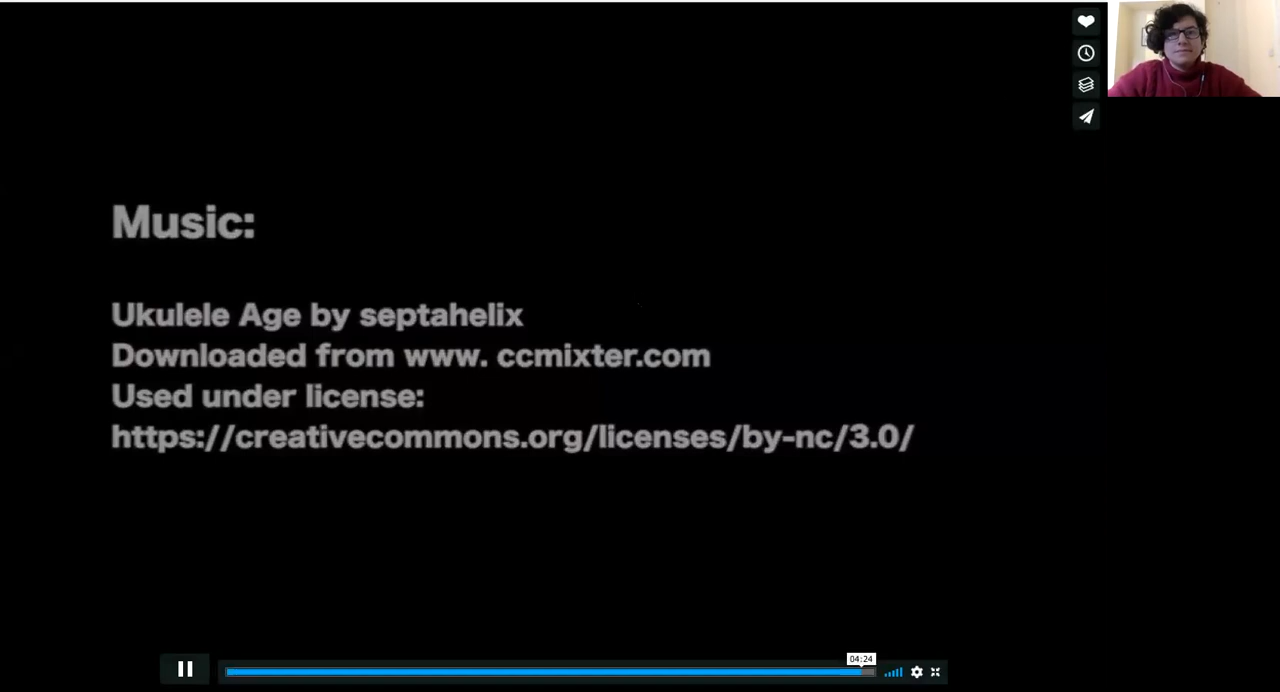 Music:
Ukulele Age by septahelix
Downloaded from www. ccmixter.com
Used under license:
https://creativecommons.org/licenses/by-nc/3.0/
04:24